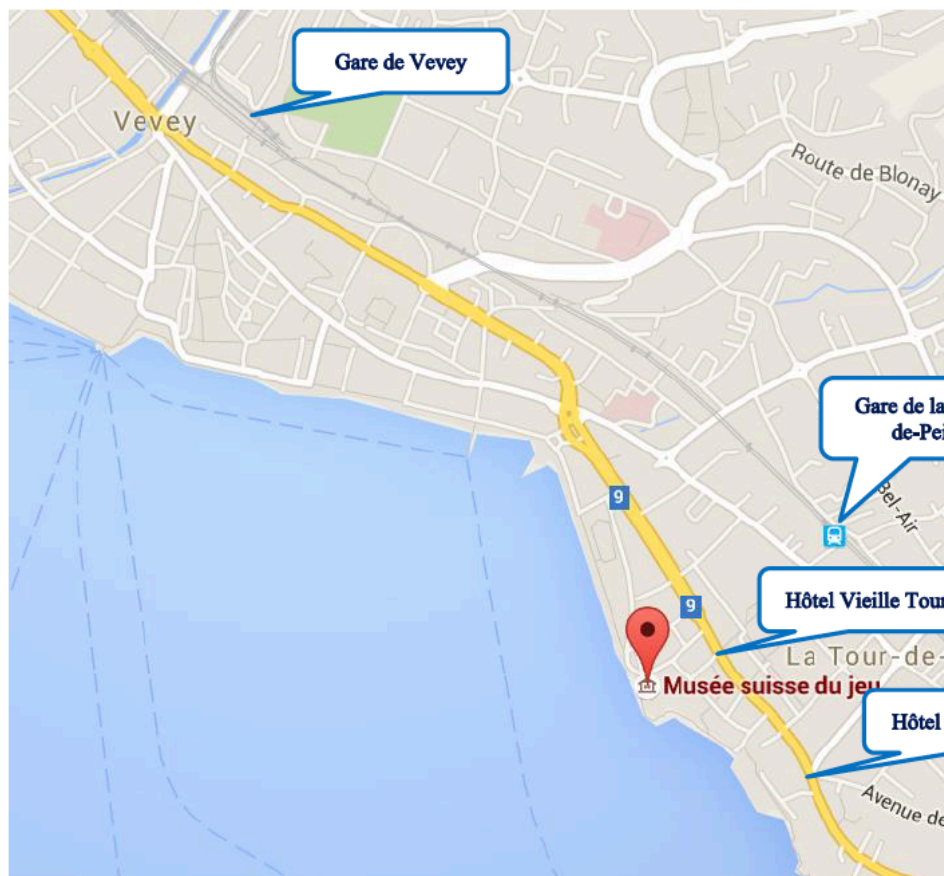 Gare de Vevey
Vevey
Route de Blonay
Gare de la
de-Pei
Bel-Air
9
9
Hôtel Vieille Tour
La Tour-de-
Musée suisse du jeu
Hôtel
Avenue de